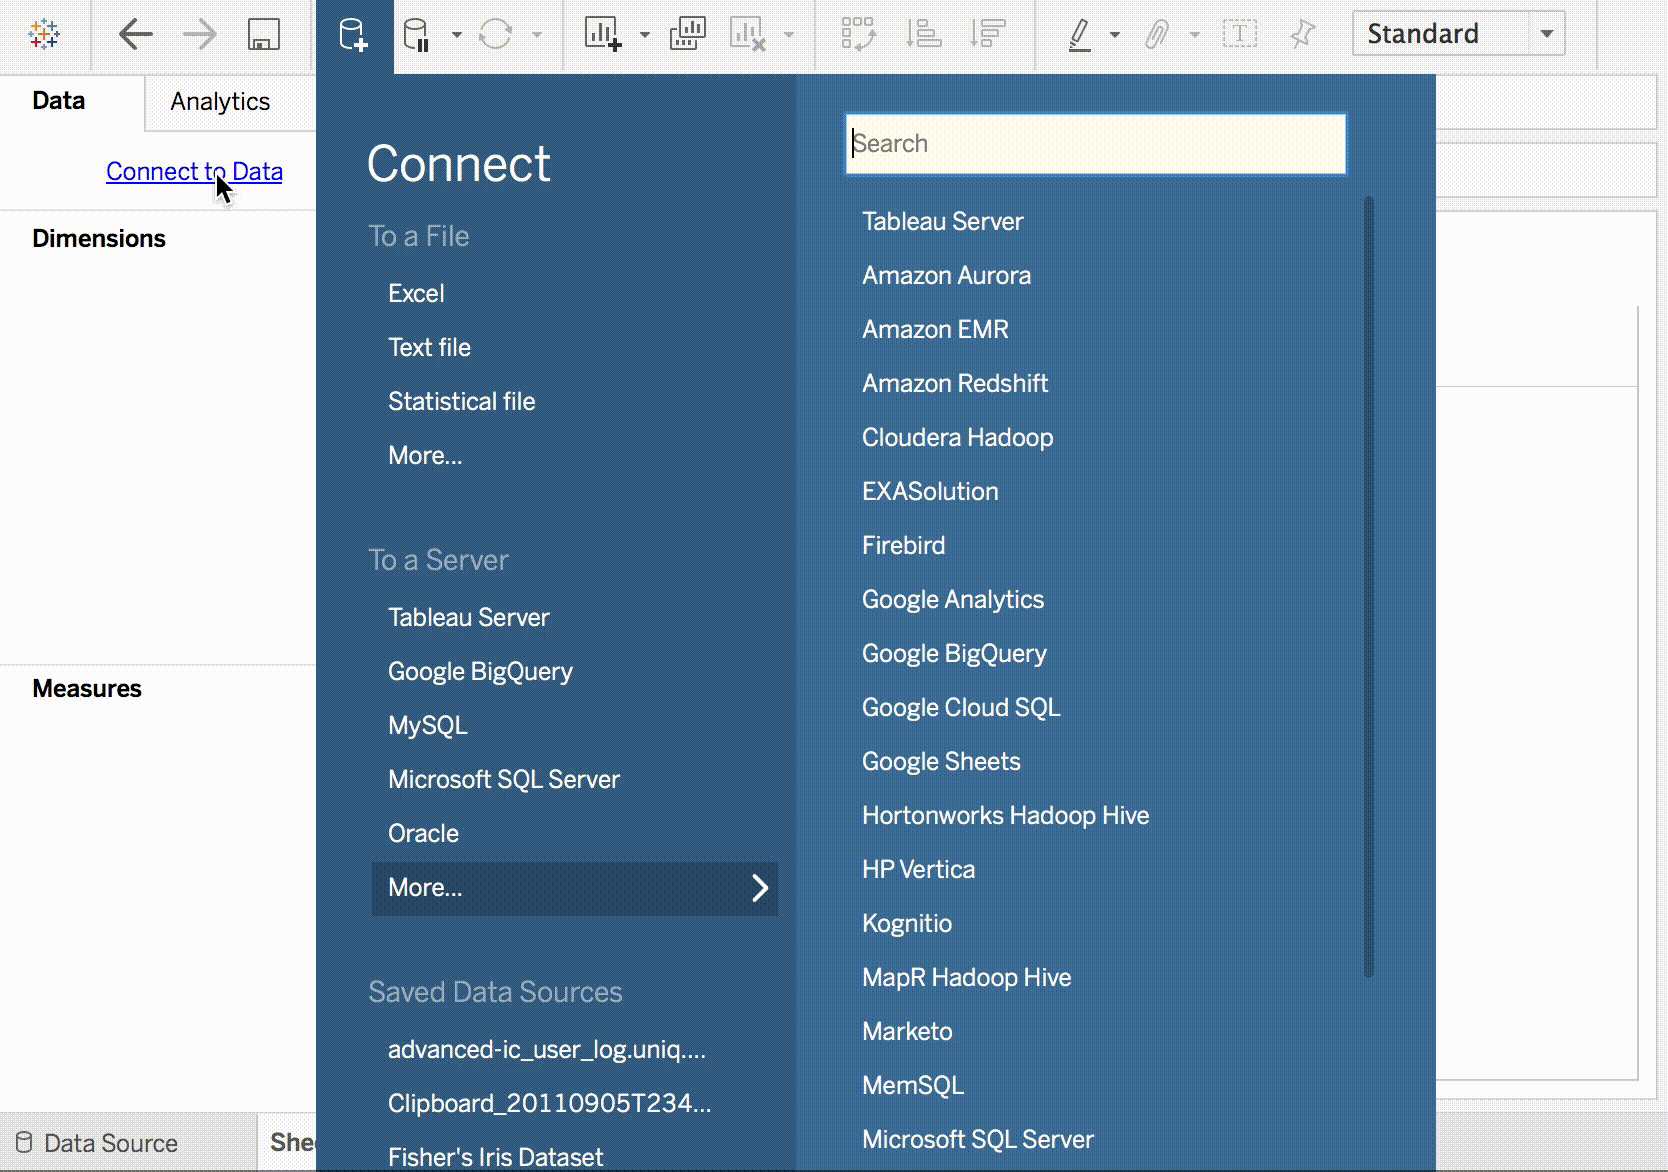 Standard
Data
Analytics
Connect to Data
Dimensions
Measures
Data Source
Connect
To a File
Excel
Text file
Statistical file
More...
To a Server
Tableau Server
Google BigQuery
MySQL
Microsoft SQL Server
Oracle
More...
Saved Data Sources
advanced-ic_user_log.uniq....
Clipboard_20110905T234...
Fisher's Iris Dataset
Search
Tableau Server
Amazon Aurora
Amazon EMR
Amazon Redshift
Cloudera Hadoop
EXASolution
Firebird
Google Analytics
Google BigQuery
Google Cloud SQL
Google Sheets
Hortonworks Hadoop Hive
HP Vertica
Kognitio
MapR Hadoop Hive
Marketo
MemSQL
Microsoft SQL Server